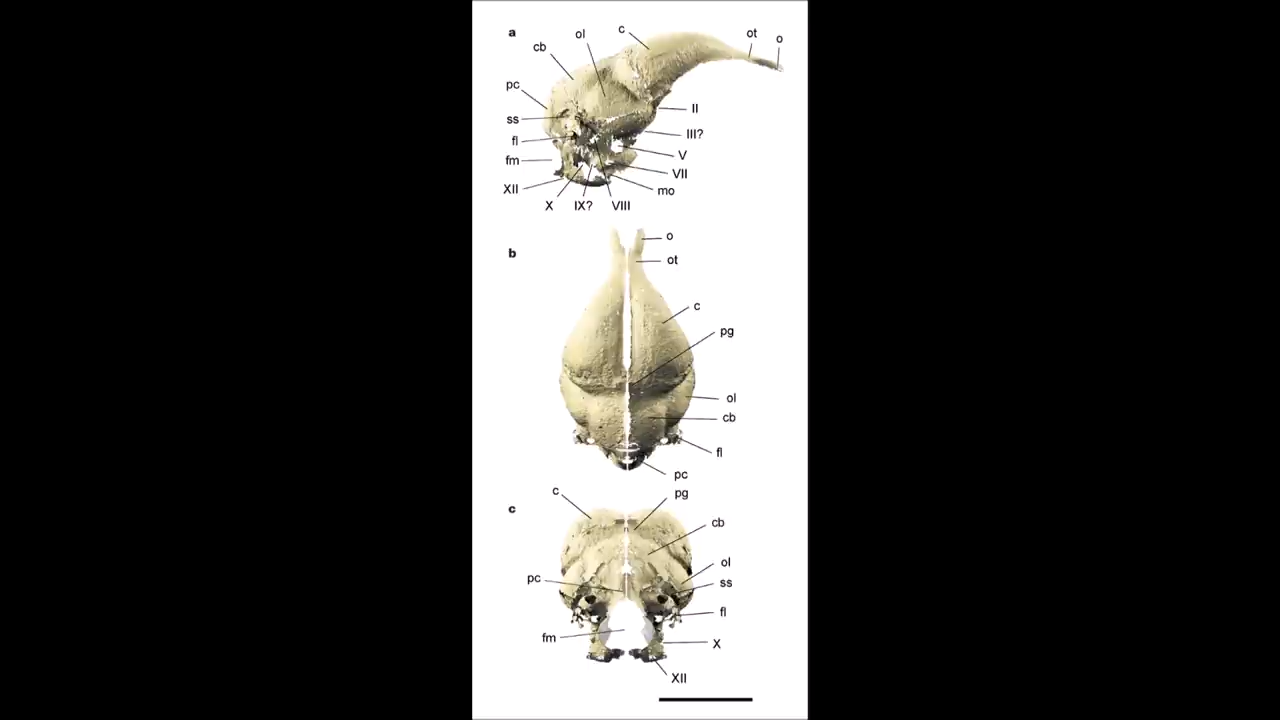 a
c
ot
o
ol
cb
pc
II
ss
III?
fl
V
fm
VII
XII
mo
X
IX?
VIII
b
o
ot
c
pg
ol
cb
fl
pc
c
c
pg
cb
ol
pc
ss
fl
fm
X
XII